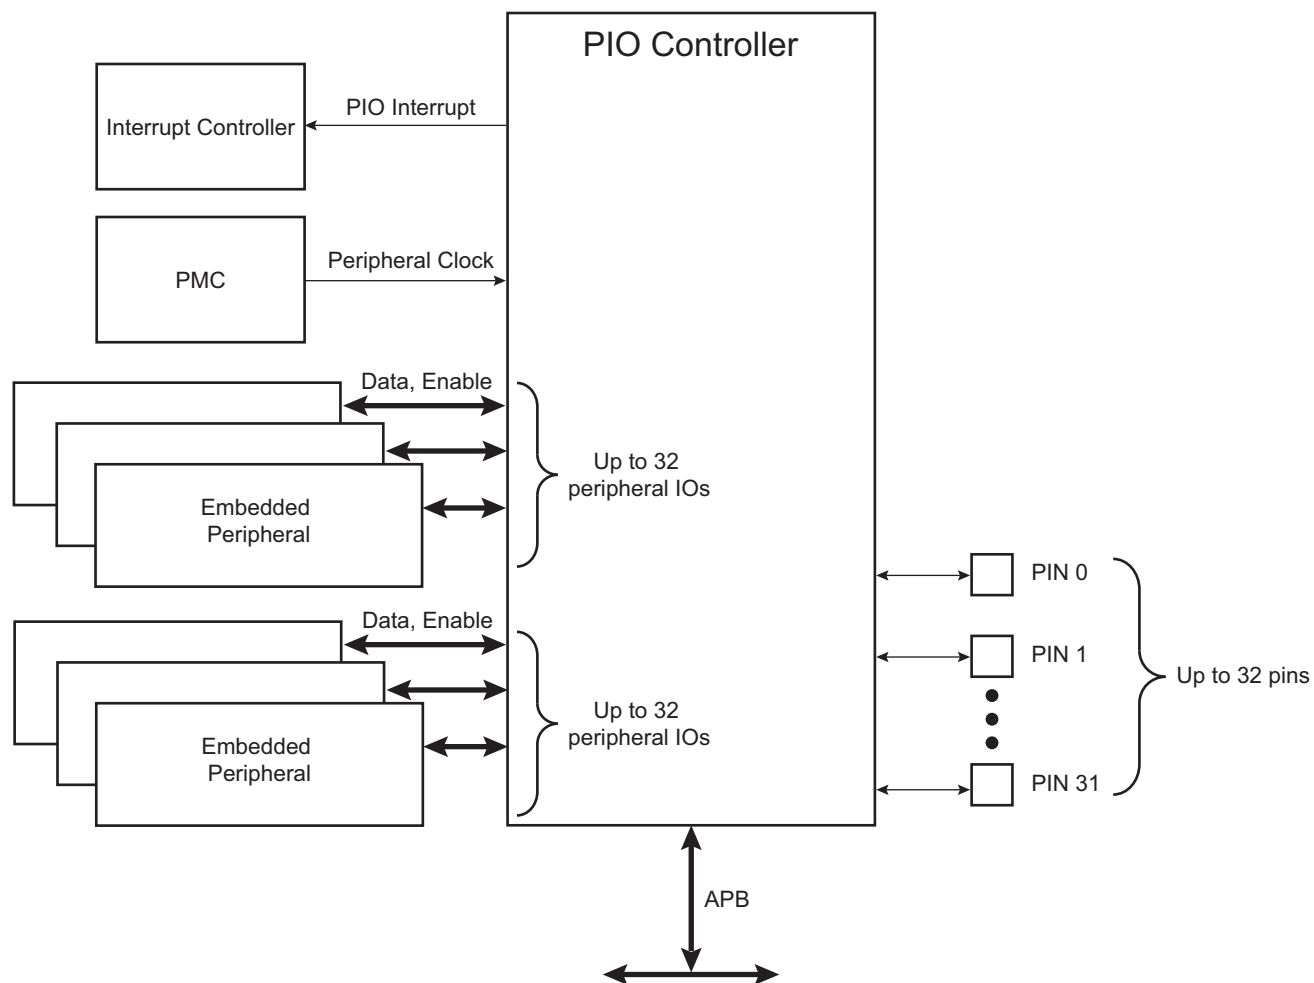 PIO Controller
PIO Interrupt
Interrupt Controller
Peripheral Clock
PMC
Data, Enable
Up to 32
peripheral IOs
Embedded
Peripheral
PIN 0
Data, Enable
PIN 1
Up to 32 pins
Up to 32
peripheral IOs
Embedded
Peripheral
PIN 31
APB